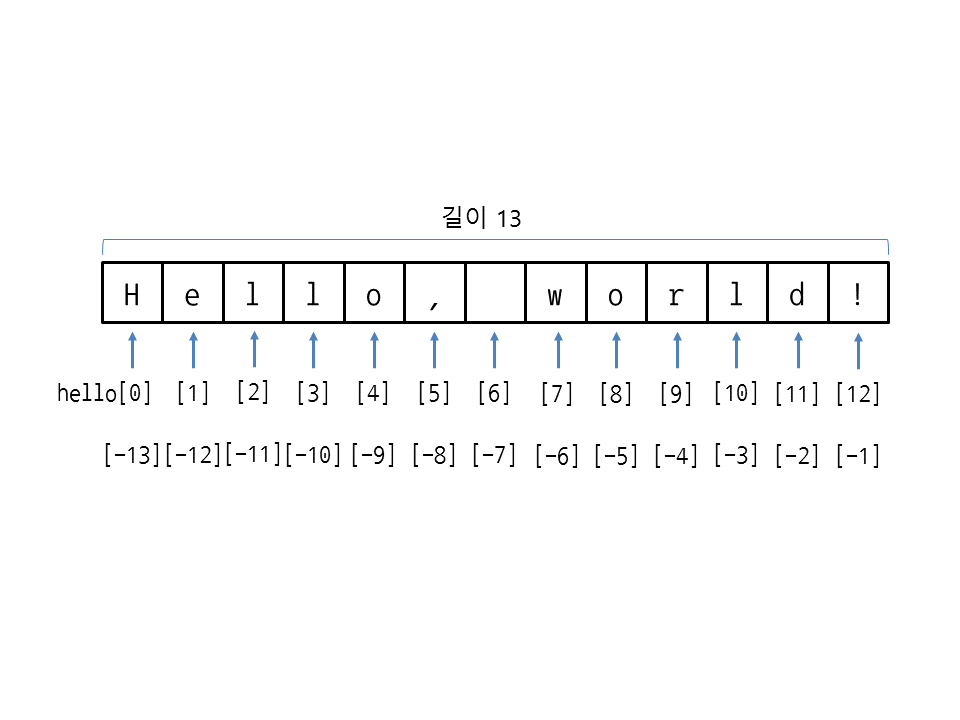 길이 13
H e l l o , w o r l d !
hello[0] [1] [2] [3] [4] [5] [6] [7] [8] [9] [10] [11] [12]
[-13] [-12] [-11] [-10] [-9] [-8] [-7] [-6] [-5] [-4] [-3] [-2] [-1]